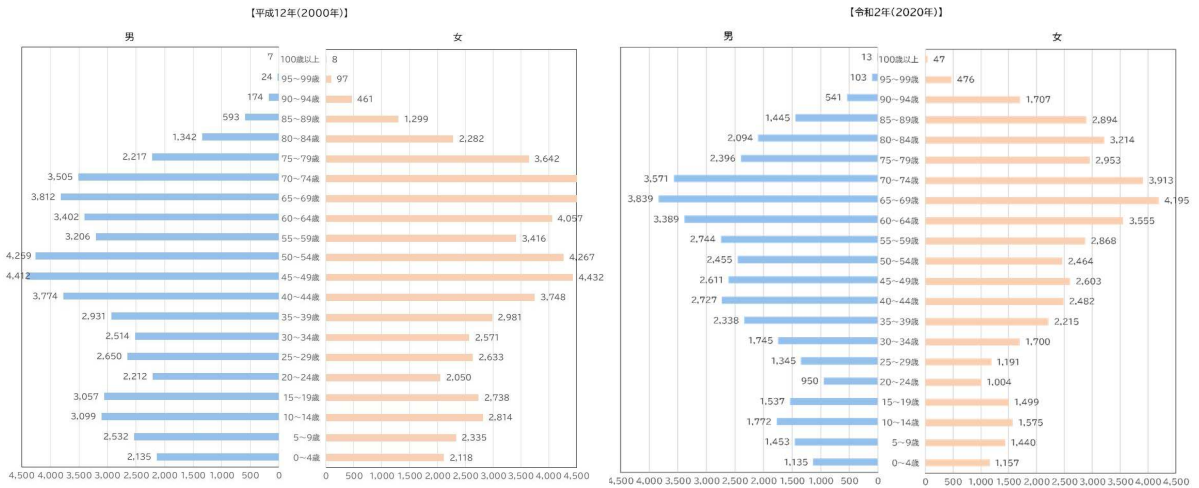 【平成12年(2000年)】
男 女
7 100歳以上 8
24 95～99歳 97
174 90～94歳 461
593 85～89歳 1,299
1,342 80～84歳 2,282
2,217 75～79歳 3,642
3,505 70～74歳
3,812 65～69歳
3,402 60～64歳 4,057
3,206 55～59歳 3,416
4,259 50～54歳 4,267
4,412 45～49歳 4,432
3,774 40～44歳 3,748
2,931 35～39歳 2,981
2,514 30～34歳 2,571
2,650 25～29歳 2,633
2,212 20～24歳 2,050
3,057 15～19歳 2,738
3,099 10～14歳 2,814
2,532 5～9歳 2,335
2,135 0～4歳 2,118
4,500 4,000 3,500 3,000 2,500 2,000 1,500 1,000 500 0 0 500 1,000 1,500 2,000 2,500 3,000 3,500 4,000 4,500
【令和2年(2020年)】
男 女
13 100歳以上 47
103 95～99歳 476
541 90～94歳 1,707
1,445 85～89歳 2,894
2,094 80～84歳 3,214
2,396 75～79歳 2,953
3,571 70～74歳 3,913
3,839 65～69歳 4,195
3,389 60～64歳 3,555
2,744 55～59歳 2,868
2,455 50～54歳 2,464
2,611 45～49歳 2,603
2,727 40～44歳 2,482
2,338 35～39歳 2,215
1,745 30～34歳 1,700
1,345 25～29歳 1,191
950 20～24歳 1,004
1,537 15～19歳 1,499
1,772 10～14歳 1,575
1,453 5～9歳 1,440
1,135 0～4歳 1,157
4,500 4,000 3,500 3,000 2,500 2,000 1,500 1,000 500 0 0 500 1,000 1,500 2,000 2,500 3,000 3,500 4,000 4,500